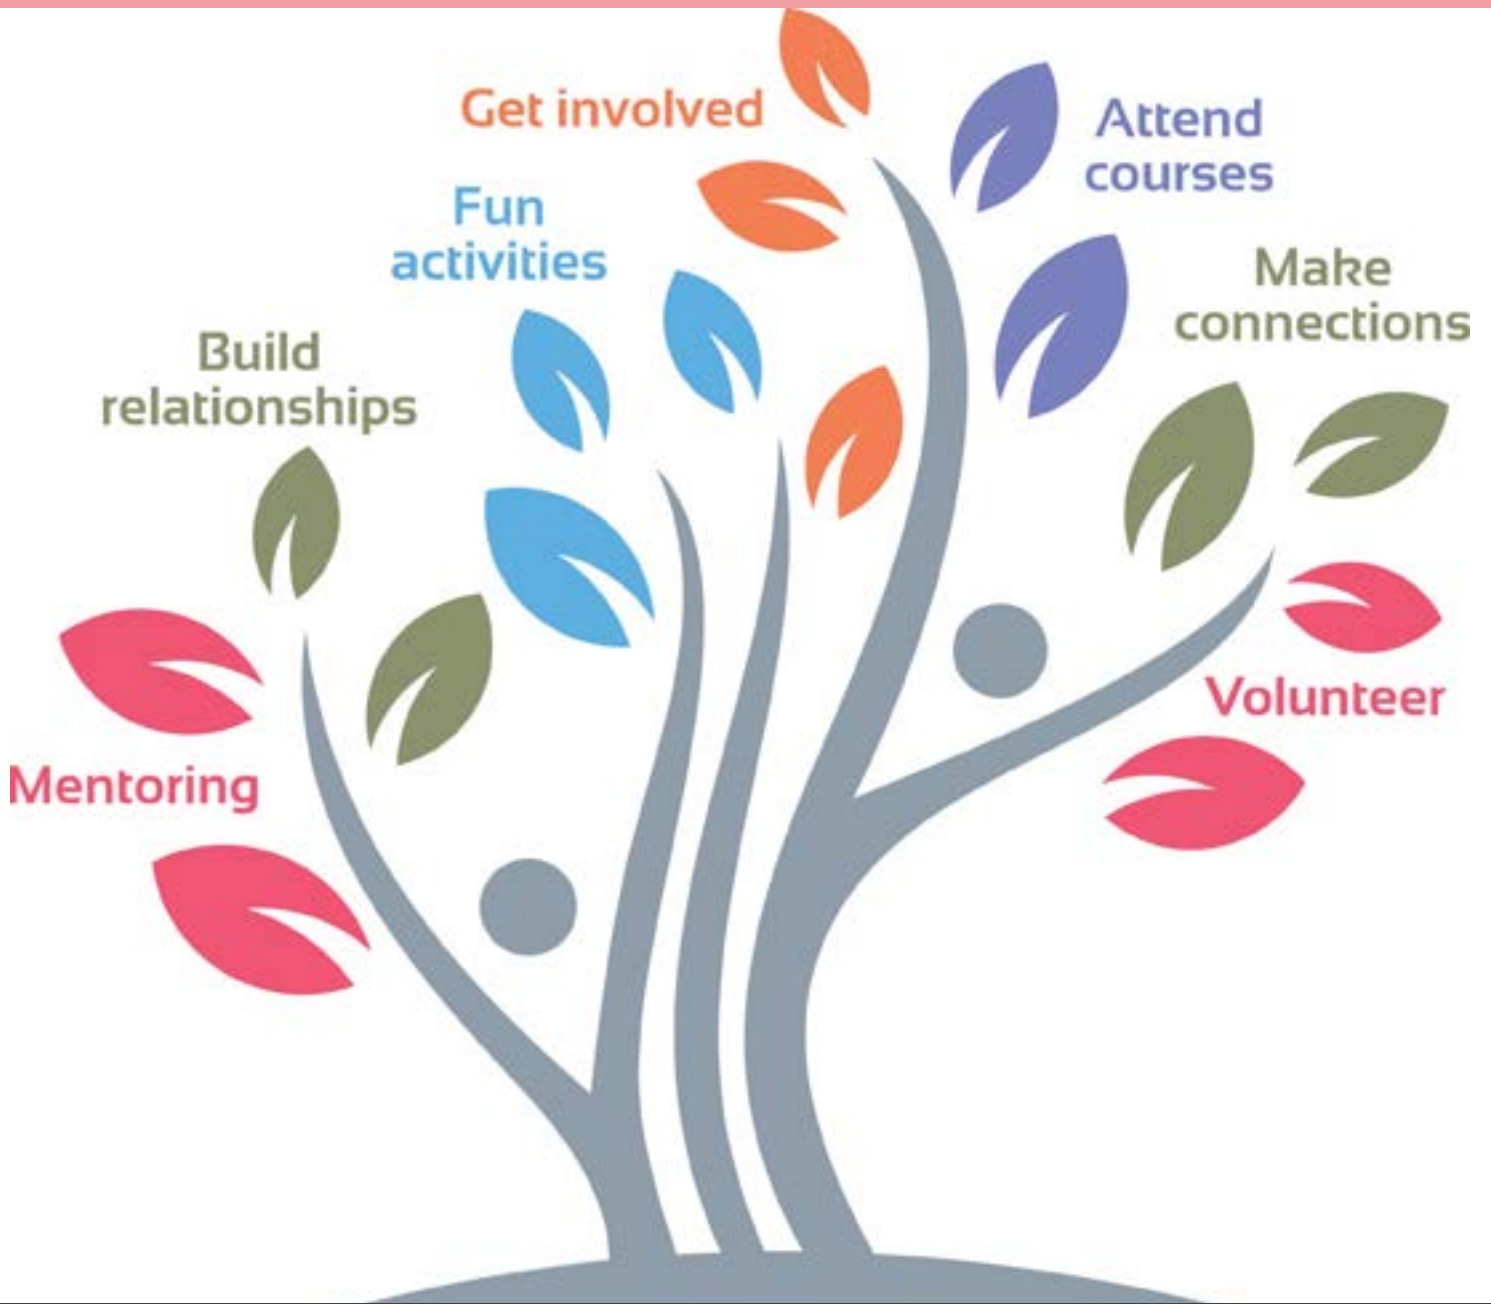 Get involved
Attend
courses
Fun
activities
Make
connections
Build
relationships
Volunteer
Mentoring